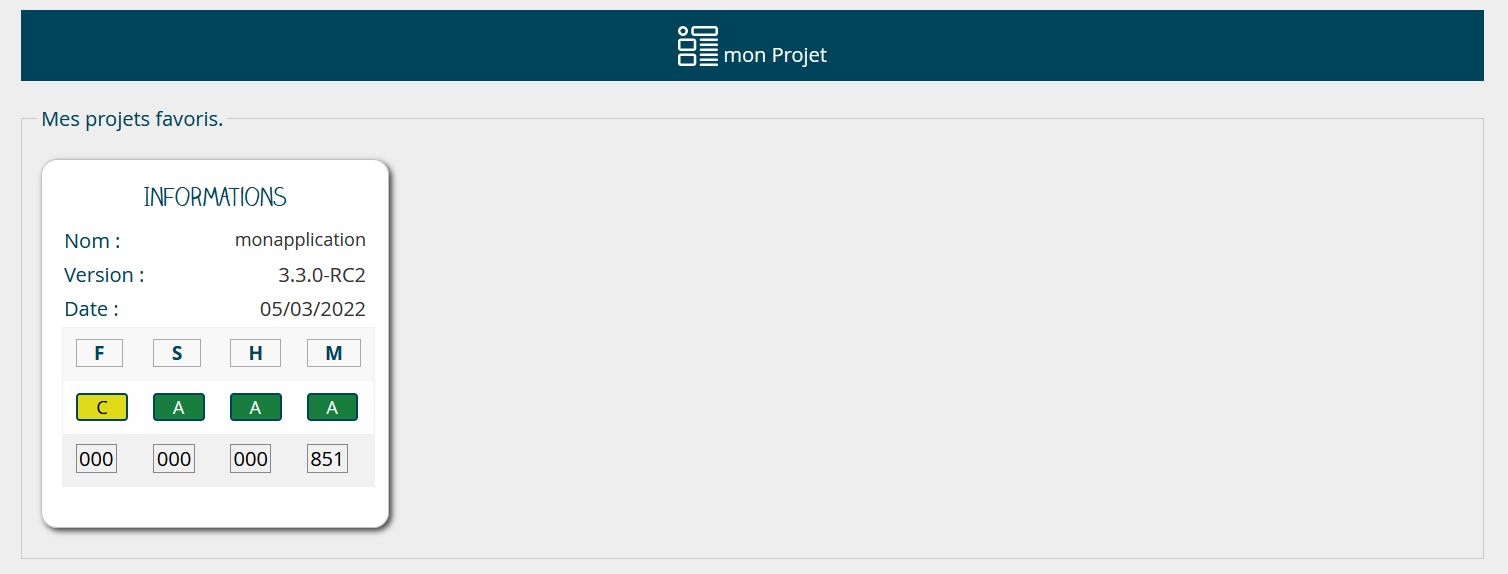 mon Projet
Mes projets favoris.
INFORMATIONS
Nom : monapplication
Version : 3.3.0-RC2
Date : 05/03/2022
F S H M
C A A A
000 000 000 851